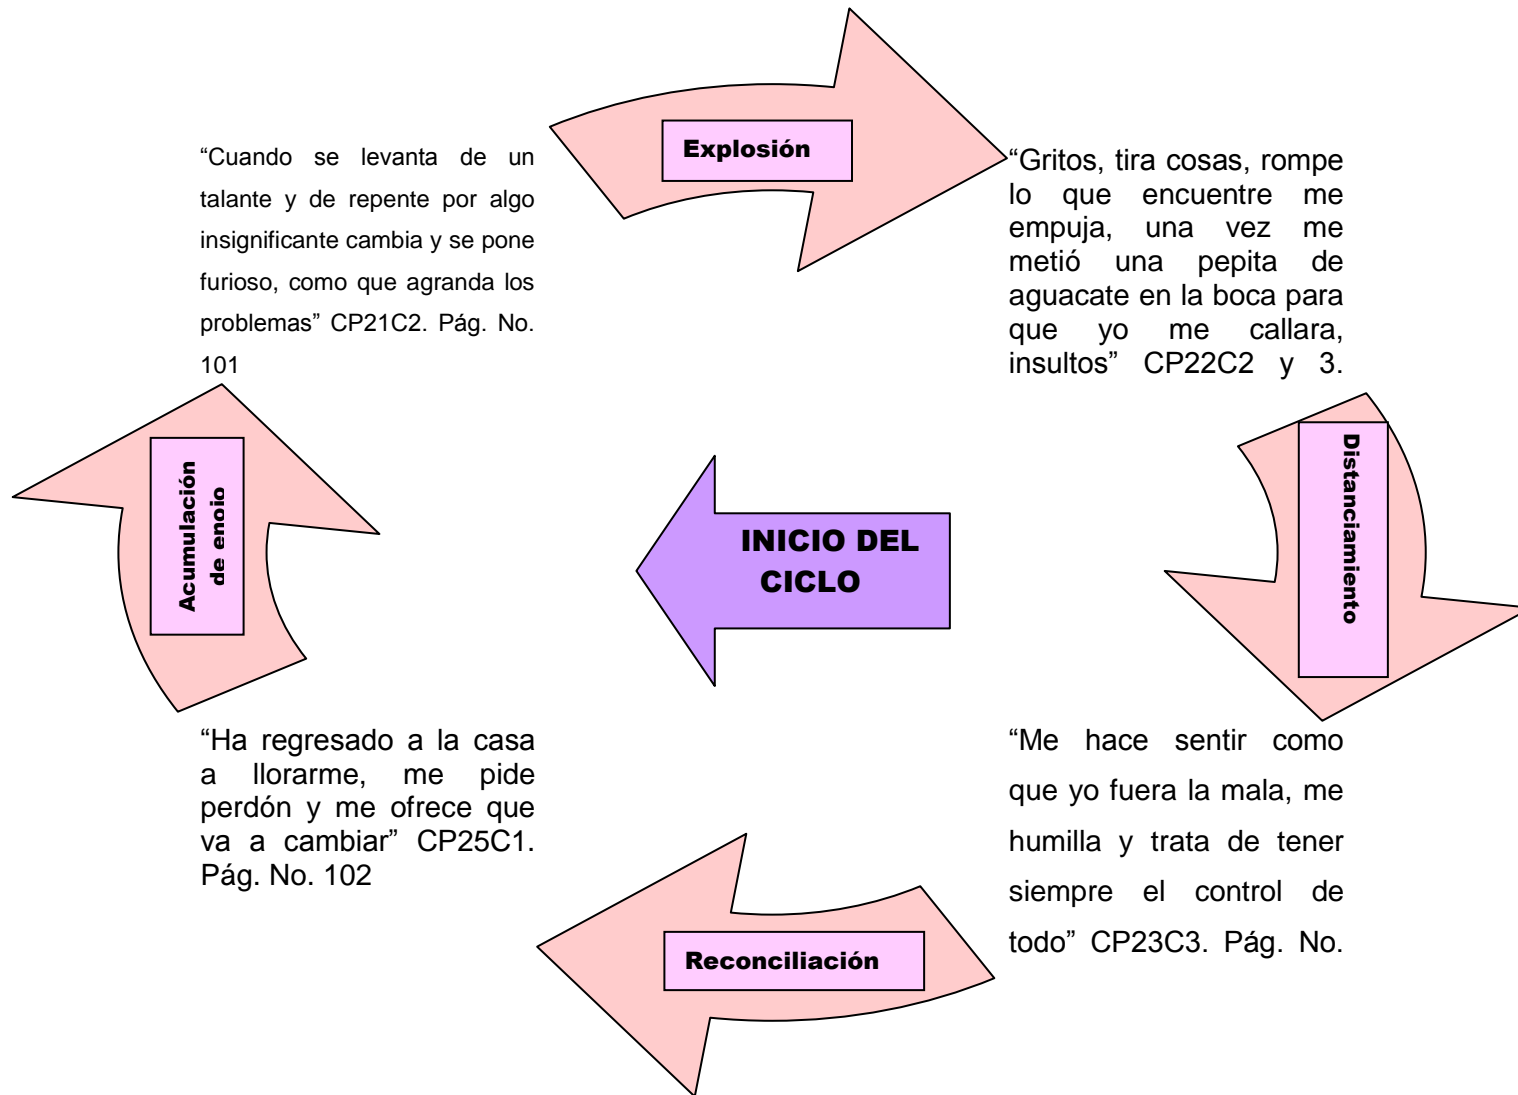 Explosión
“Cuando se levanta de un
talante y de repente por algo
insignificante cambia y se pone
furioso, como que agranda los
problemas” CP21C2. Pág. No.
101
“Gritos, tira cosas, rompe
lo que encuentre me
empuja, una vez me
metió una pepita de
aguacate en la boca para
que yo me callara,
insultos” CP22C2 y 3.
Acumulación
de enojo
INICIO DEL
CICLO
Distanciamiento
“Ha regresado a la casa
a llorarme, me pide
perdón y me ofrece que
va a cambiar” CP25C1.
Pág. No. 102
“Me hace sentir como
que yo fuera la mala, me
humilla y trata de tener
siempre el control de
todo” CP23C3. Pág. No.
Reconciliación